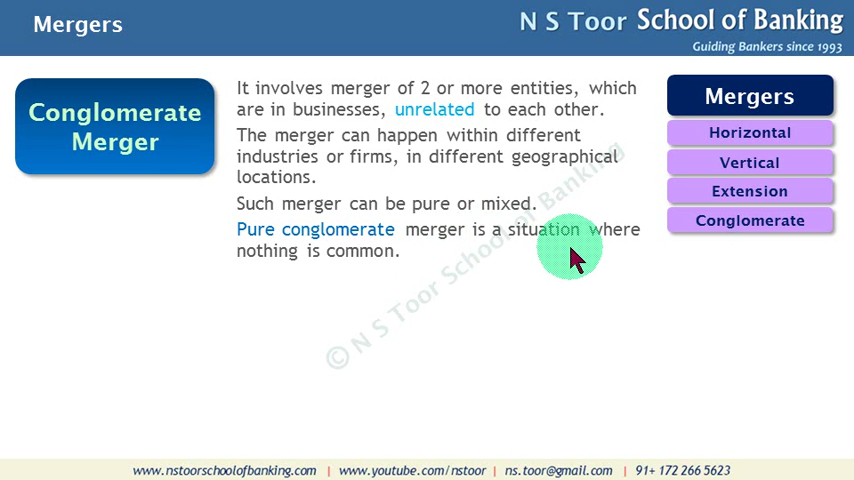 Mergers
N S Toor School of Banking
Guiding Bankers since 1993
Conglomerate
Merger
It involves merger of 2 or more entities, which
are in businesses, unrelated to each other.
The merger can happen within different
industries or firms, in different geographical
locations.
Such merger can be pure or mixed.
Pure conglomerate merger is a situation where
nothing is common.
Mergers
Horizontal
Vertical
Extension
Conglomerate
© N S Toor School of Banking
www.nstoorschoolofbanking.com | www.youtube.com/nstoor | ns.toor@gmail.com | 91+ 172 266 5623